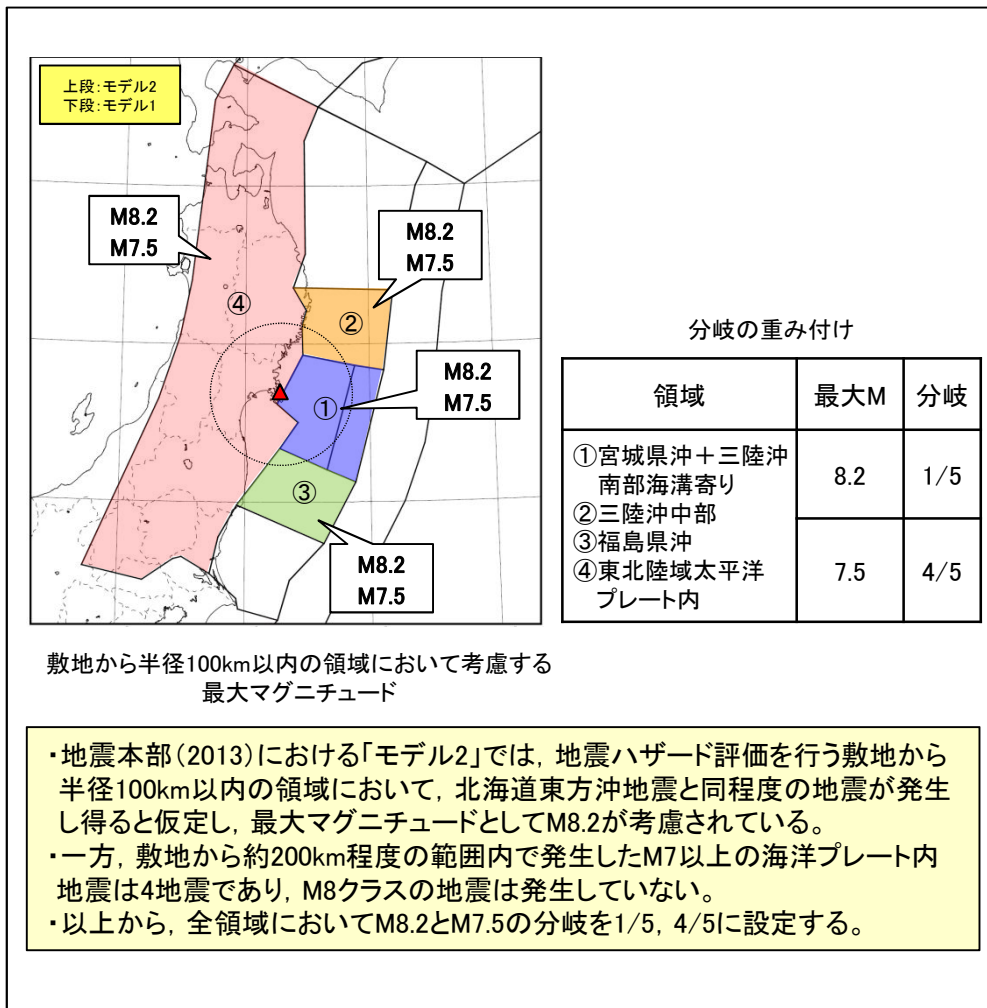 上段:モデル2
下段:モデル1
M8.2
M7.5
M8.2
M7.5
④
②
M8.2
M7.5
①
③
M8.2
M7.5
敷地から半径100km以内の領域において考慮する
最大マグニチュード
分岐の重み付け
領域 最大M 分岐
①宮城県沖＋三陸沖
南部海溝寄り
②三陸沖中部
③福島県沖
④東北陸域太平洋
プレート内
8.2 1/5
7.5 4/5
・地震本部(2013)における「モデル2」では，地震ハザード評価を行う敷地から
半径100km以内の領域において，北海道東方沖地震と同程度の地震が発生
し得ると仮定し，最大マグニチュードとしてM8.2が考慮されている。
・一方，敷地から約200km程度の範囲内で発生したM7以上の海洋プレート内
地震は4地震であり，M8クラスの地震は発生していない。
・以上から，全領域においてM8.2とM7.5の分岐を1/5，4/5に設定する。